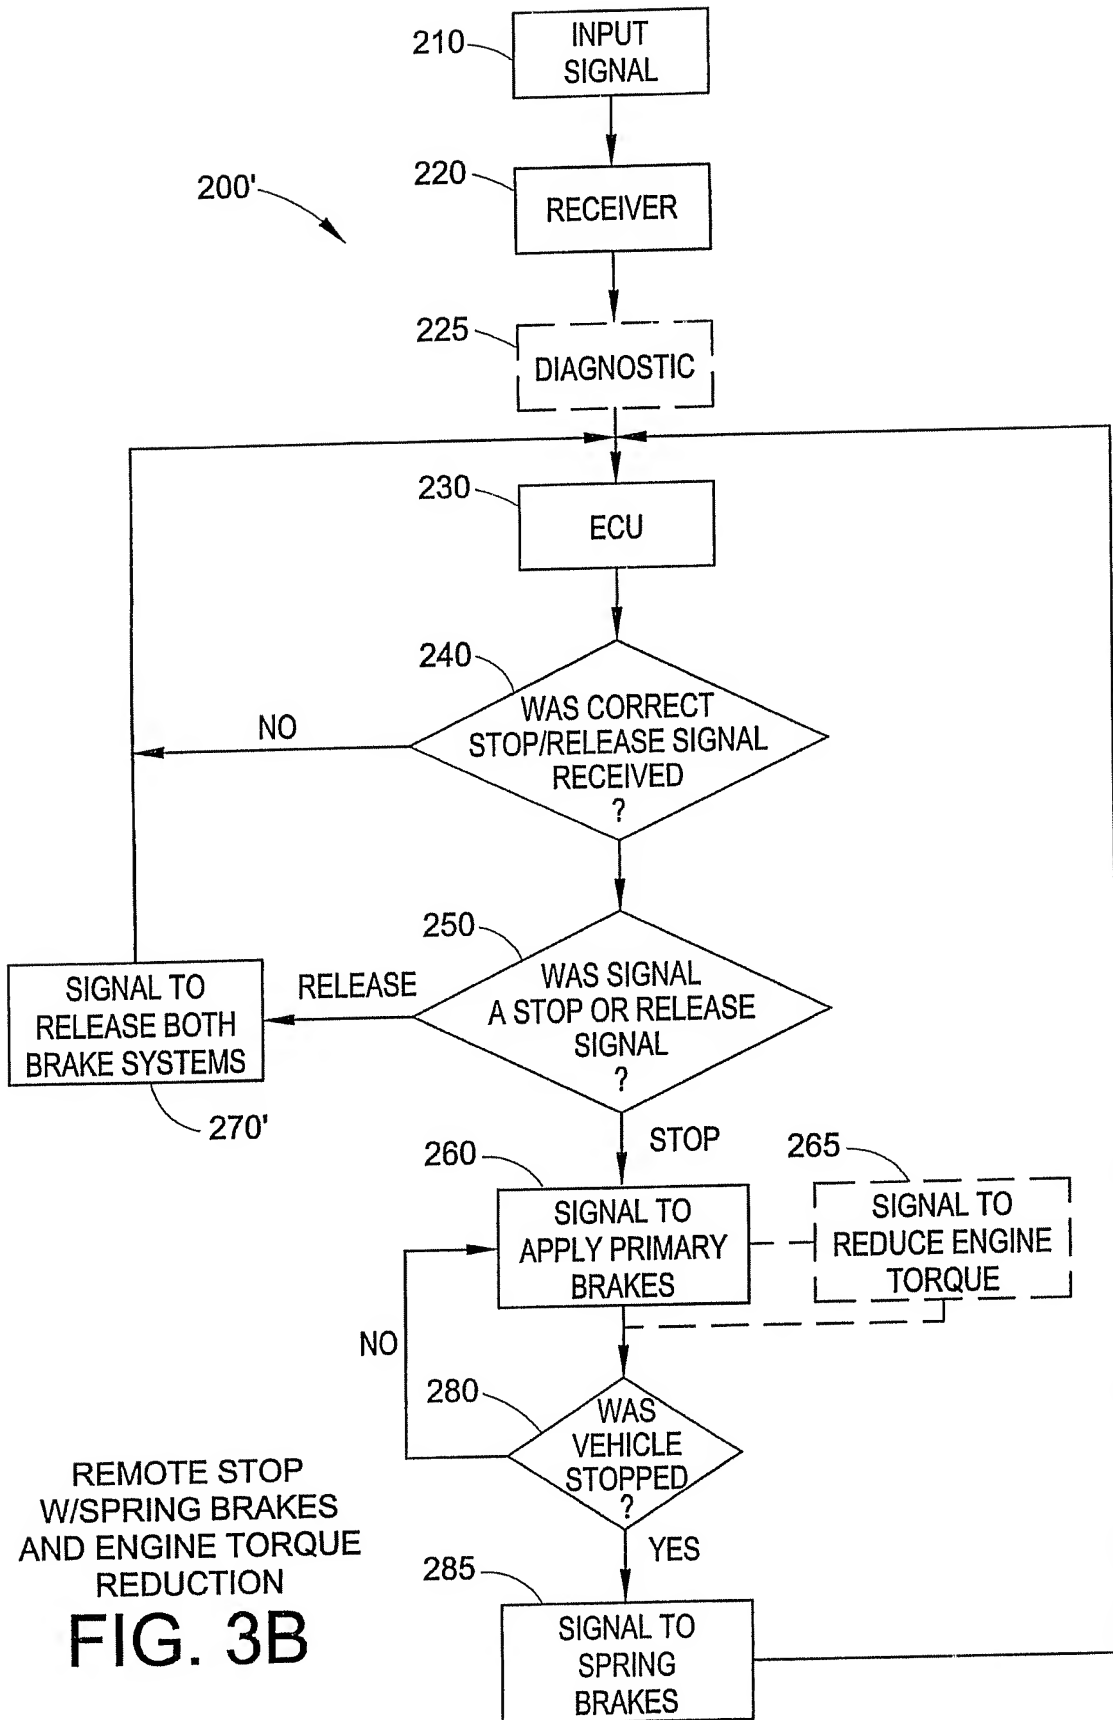 210
INPUT
SIGNAL
220
RECEIVER
200'
225
DIAGNOSTIC
230
ECU
240
WAS CORRECT
STOP/RELEASE SIGNAL
RECEIVED
?
NO
250
WAS SIGNAL
A STOP OR RELEASE
SIGNAL
?
RELEASE
SIGNAL TO
RELEASE BOTH
BRAKE SYSTEMS
270'
STOP
260
SIGNAL TO
APPLY PRIMARY
BRAKES
265
SIGNAL TO
REDUCE ENGINE
TORQUE
NO
280
WAS
VEHICLE
STOPPED
?
YES
285
SIGNAL TO
SPRING
BRAKES
REMOTE STOP
W/SPRING BRAKES
AND ENGINE TORQUE
REDUCTION
FIG. 3B